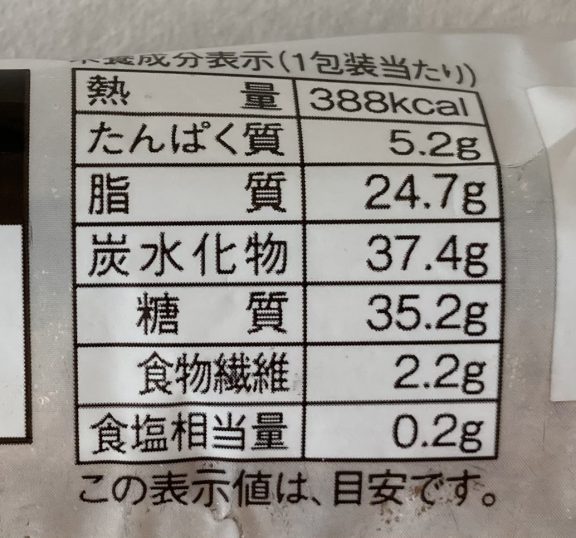 栄養成分表示(1包装当たり)
熱量 388kcal
たんぱく質 5.2g
脂質 24.7g
炭水化物 37.4g
糖質 35.2g
食物繊維 2.2g
食塩相当量 0.2g
この表示値は、目安です。